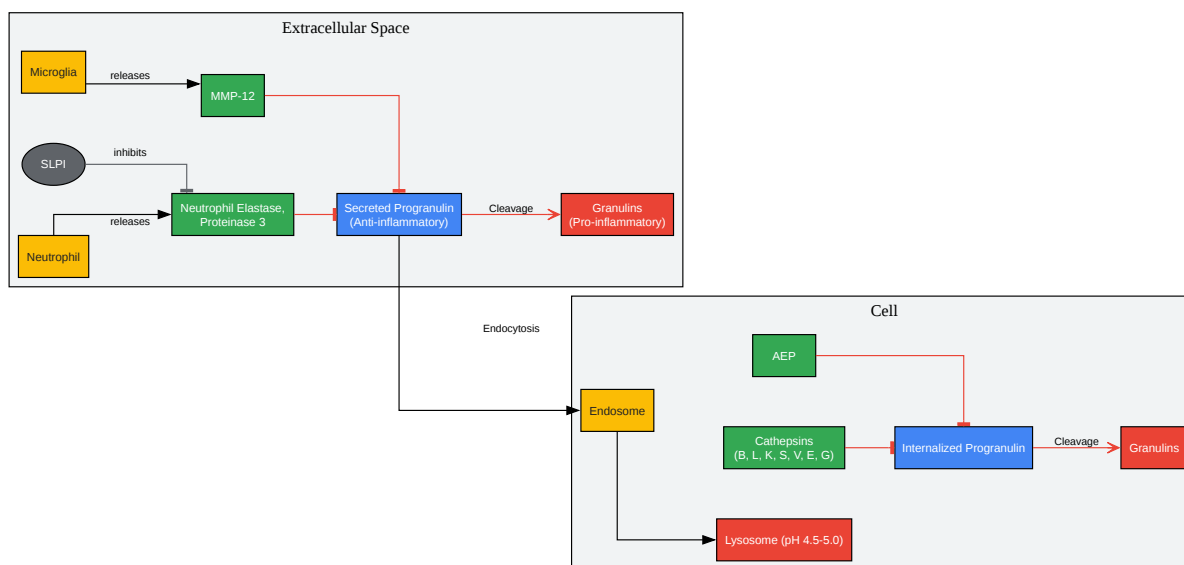 Extracellular Space
Microglia
releases
MMP-12
SLPI
inhibits
Neutrophil Elastase,
Proteinase 3
releases
Neutrophil
Secreted Progranulin
(Anti-inflammatory)
Cleavage
Granulins
(Pro-inflammatory)
Endocytosis
Cell
AEP
Endosome
Cathepsins
(B, L, K, S, V, E, G)
Internalized Progranulin
Cleavage
Granulins
Lysosome (pH 4.5-5.0)